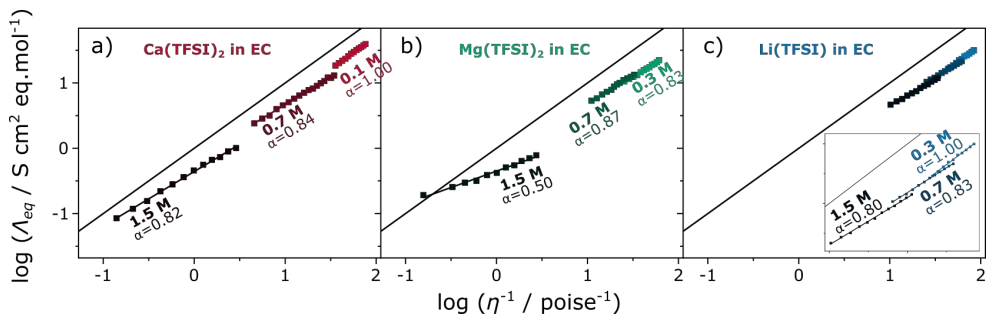 log (Λeq / S cm² eq.mol⁻¹)
1
0
-1
a)
Ca(TFSI)₂ in EC
0.1 M
α=1.00
0.7 M
α=0.84
1.5 M
α=0.82
b)
Mg(TFSI)₂ in EC
0.3 M
α=0.83
0.7 M
α=0.87
1.5 M
α=0.50
c)
Li(TFSI) in EC
0.3 M
α=1.00
0.7 M
α=0.83
1.5 M
α=0.80
-1 0 1 2
-1 0 1 2
-1 0 1 2
log (η⁻¹ / poise⁻¹)